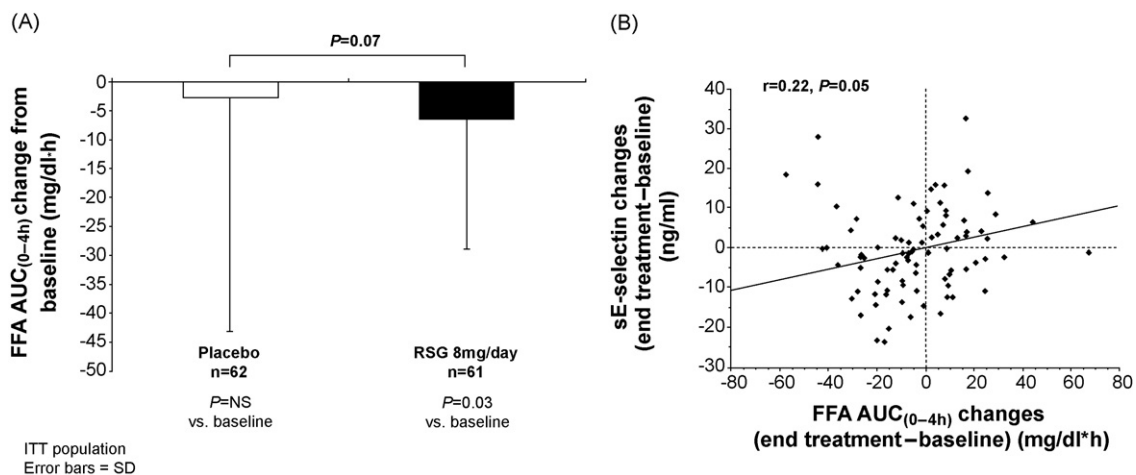 (A)
P=0.07
FFA AUC(0–4h) change from
baseline (mg/dl·h)
0
-5
-10
-15
-20
-25
-30
-35
-40
-45
-50
Placebo
n=62
P=NS
vs. baseline
RSG 8mg/day
n=61
P=0.03
vs. baseline
ITT population
Error bars = SD
(B)
r=0.22, P=0.05
sE-selectin changes
(end treatment–baseline)
(ng/ml)
40
30
20
10
0
-10
-20
-30
-80 -60 -40 -20 0 20 40 60 80
FFA AUC(0–4h) changes
(end treatment–baseline) (mg/dl*h)